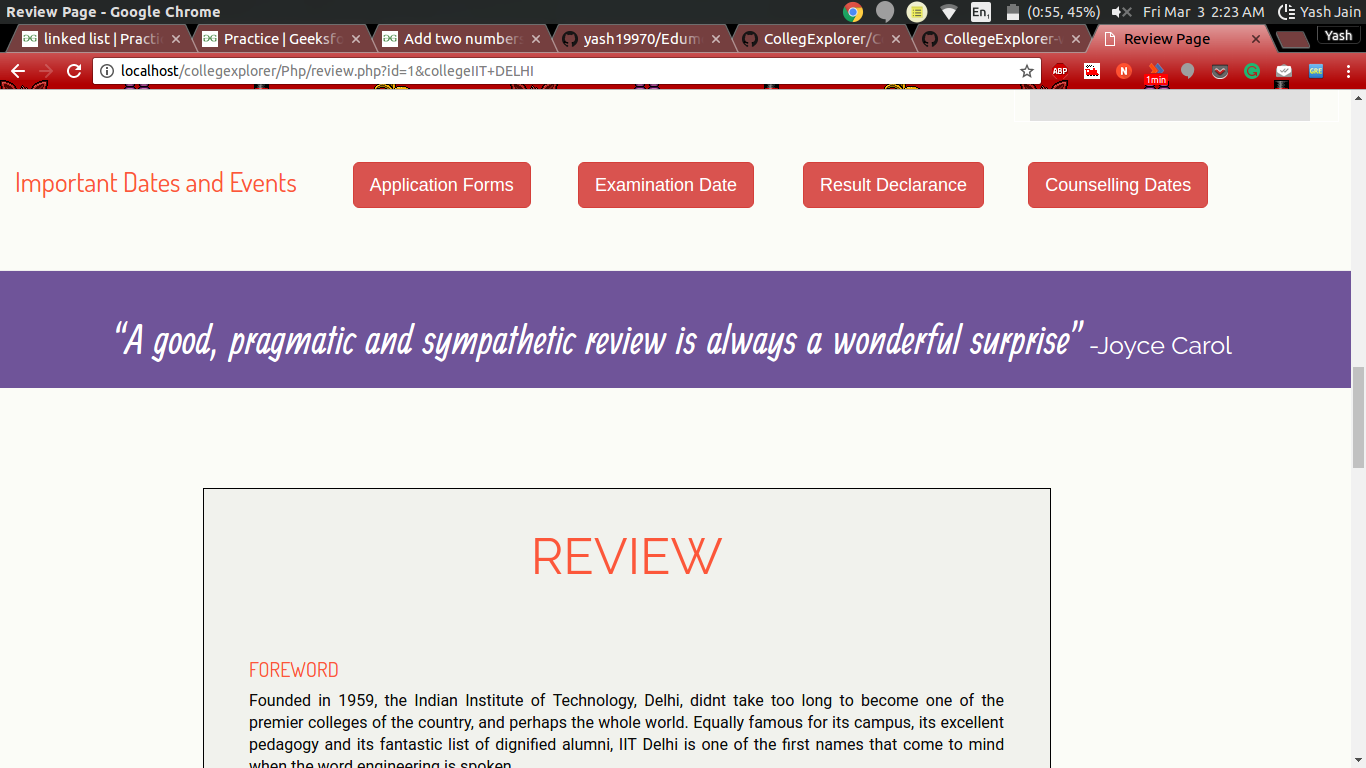 Review Page - Google Chrome
En1
(0:55, 45%)
Fri Mar 3 2:23 AM
Yash Jain
linked list | Practi
Practice | Geeksfo
Add two numbers
yash19970/Edum
CollegExplorer/C
CollegeExplorer-
Review Page
Yash
localhost/collegexplorer/Php/review.php?id=1&collegeIIT+DELHI
ABP
N
1min
G
GRE
Important Dates and Events
Application Forms
Examination Date
Result Declarance
Counselling Dates
“A good, pragmatic and sympathetic review is always a wonderful surprise” -Joyce Carol
REVIEW
FOREWORD
Founded in 1959, the Indian Institute of Technology, Delhi, didnt take too long to become one of the
premier colleges of the country, and perhaps the whole world. Equally famous for its campus, its excellent
pedagogy and its fantastic list of dignified alumni, IIT Delhi is one of the first names that come to mind
when the word engineering is spoken.